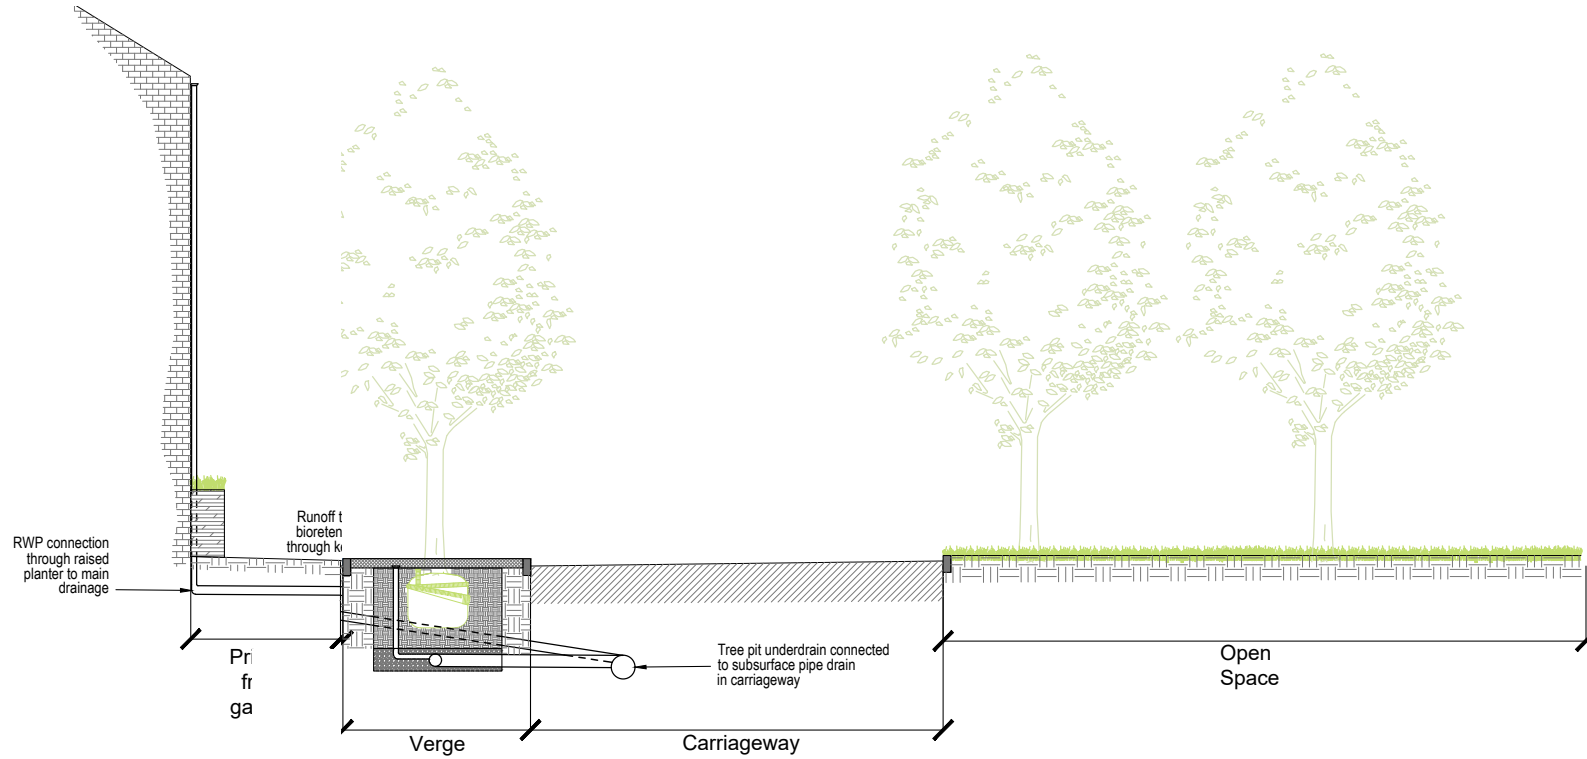 Runoff
bioreten
through
RWP connection
through raised
planter to main
drainage
Tree pit underdrain connected
to subsurface pipe drain
in carriageway
Pri
fr
ga
Open
Space
Verge
Carriageway